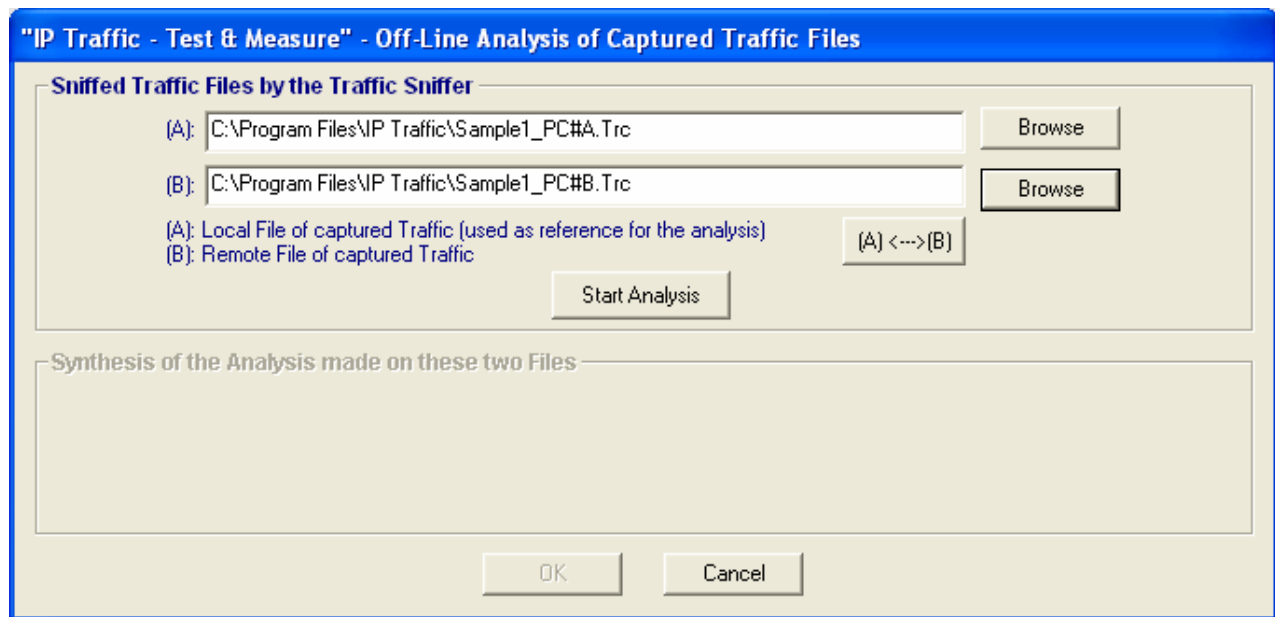 "IP Traffic - Test & Measure" - Off-Line Analysis of Captured Traffic Files
Sniffed Traffic Files by the Traffic Sniffer
(A): C:\Program Files\IP Traffic\Sample1_PC#A.Trc Browse
(B): C:\Program Files\IP Traffic\Sample1_PC#B.Trc Browse
(A): Local File of captured Traffic (used as reference for the analysis)
(B): Remote File of captured Traffic
(A) <--->(B)
Start Analysis
Synthesis of the Analysis made on these two Files
OK Cancel